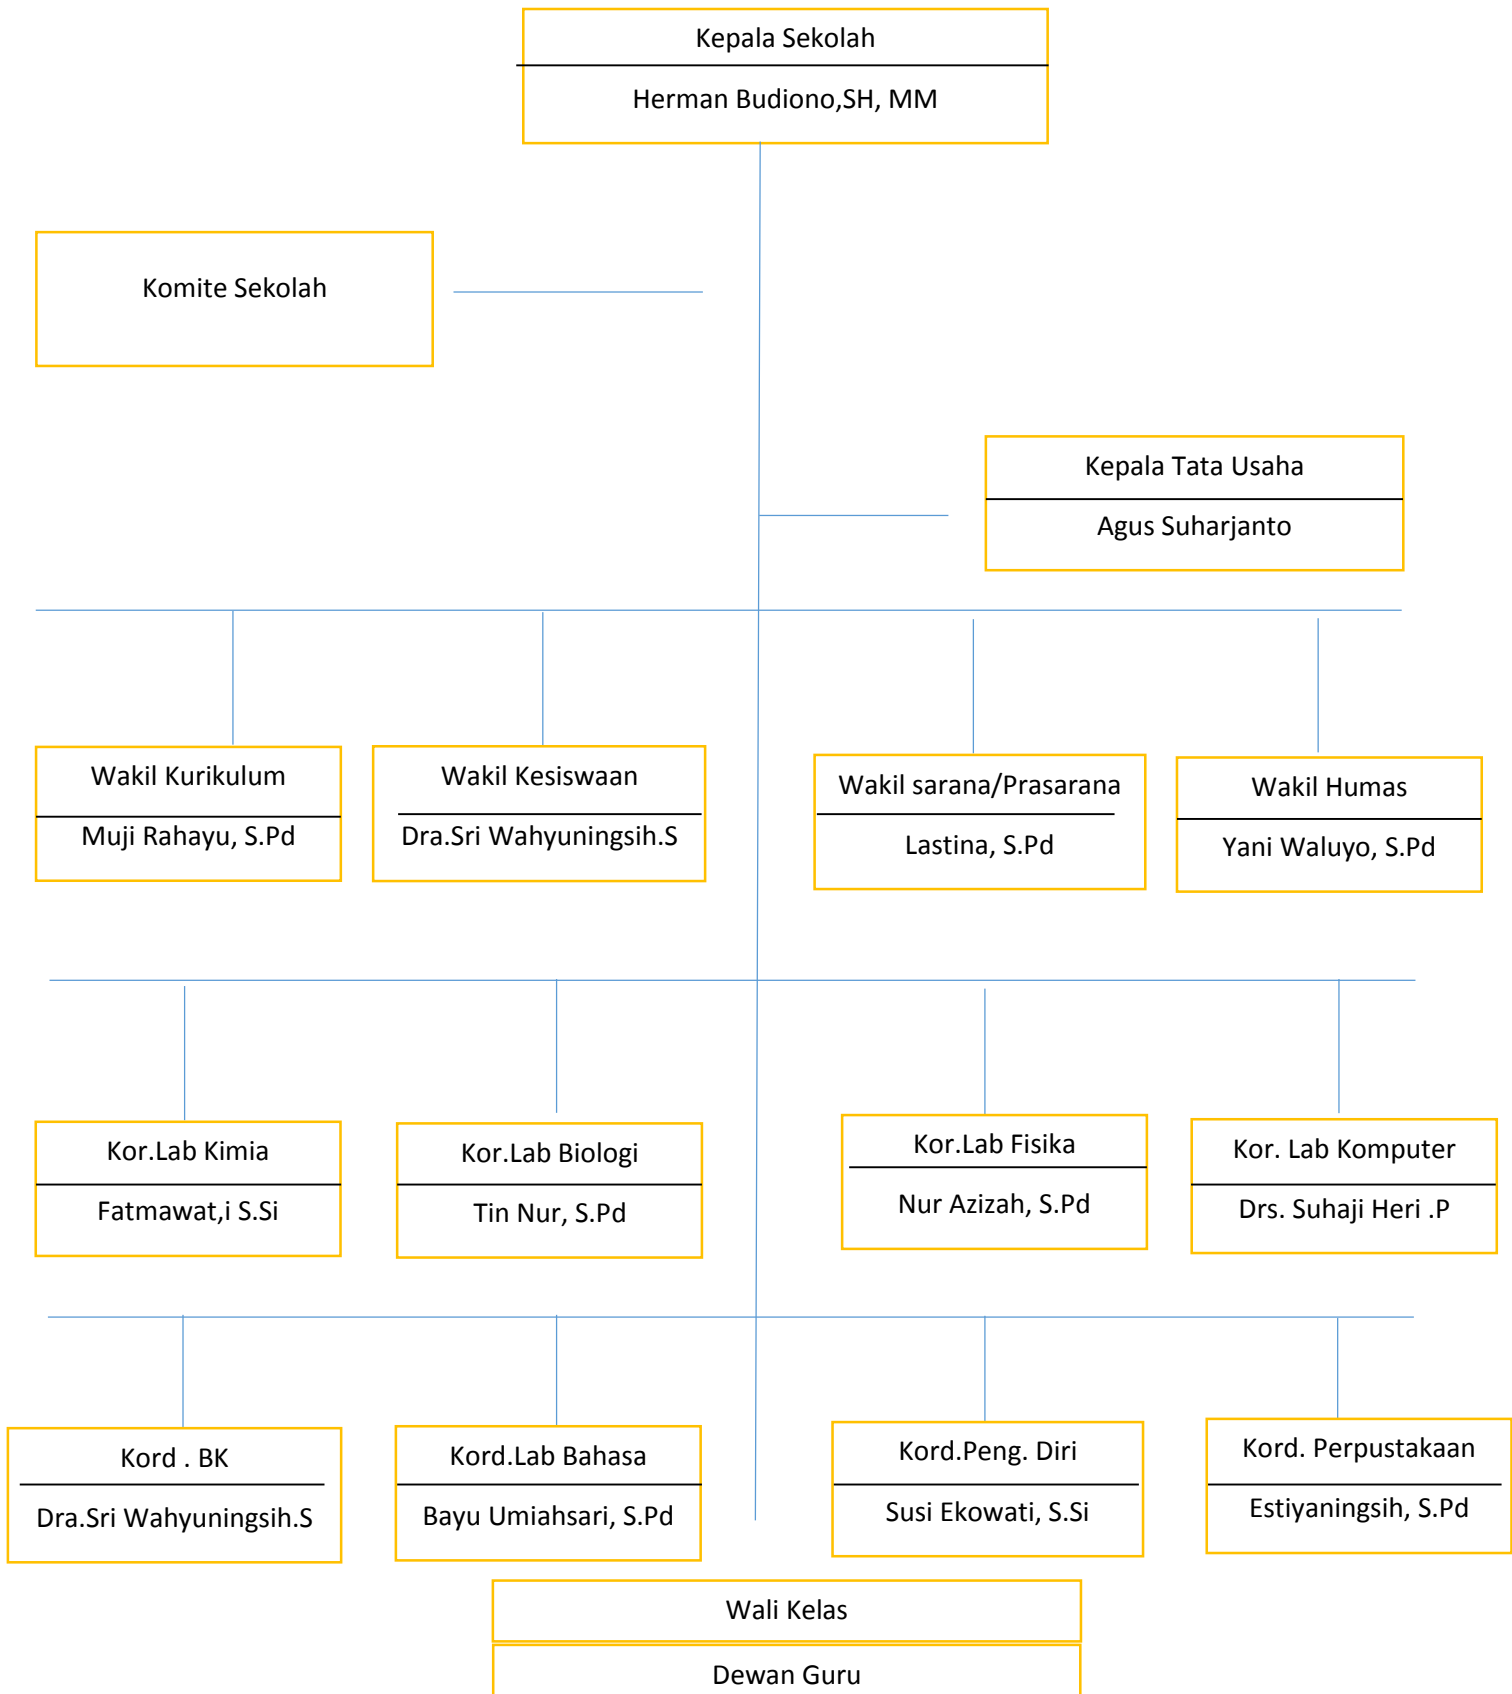 Kepala Sekolah
Herman Budiono,SH, MM
Komite Sekolah
Kepala Tata Usaha
Agus Suharjanto
Wakil Kurikulum
Muji Rahayu, S.Pd
Wakil Kesiswaan
Dra.Sri Wahyuningsih.S
Wakil sarana/Prasarana
Lastina, S.Pd
Wakil Humas
Yani Waluyo, S.Pd
Kor.Lab Kimia
Fatmawat,i S.Si
Kor.Lab Biologi
Tin Nur, S.Pd
Kor.Lab Fisika
Nur Azizah, S.Pd
Kor. Lab Komputer
Drs. Suhaji Heri .P
Kord . BK
Dra.Sri Wahyuningsih.S
Kord.Lab Bahasa
Bayu Umiahsari, S.Pd
Kord.Peng. Diri
Susi Ekowati, S.Si
Kord. Perpustakaan
Estiyaningsih, S.Pd
Wali Kelas
Dewan Guru